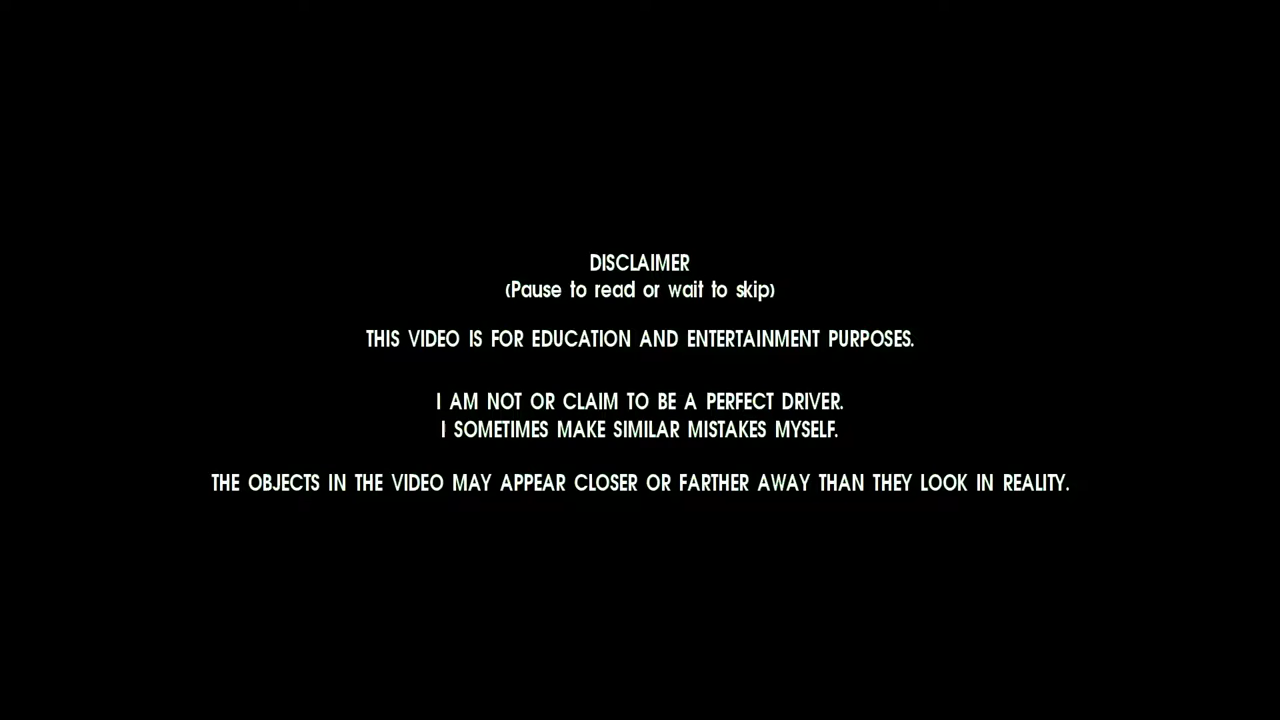 DISCLAIMER
(Pause to read or wait to skip)
THIS VIDEO IS FOR EDUCATION AND ENTERTAINMENT PURPOSES.
I AM NOT OR CLAIM TO BE A PERFECT DRIVER.
I SOMETIMES MAKE SIMILAR MISTAKES MYSELF.
THE OBJECTS IN THE VIDEO MAY APPEAR CLOSER OR FARTHER AWAY THAN THEY LOOK IN REALITY.